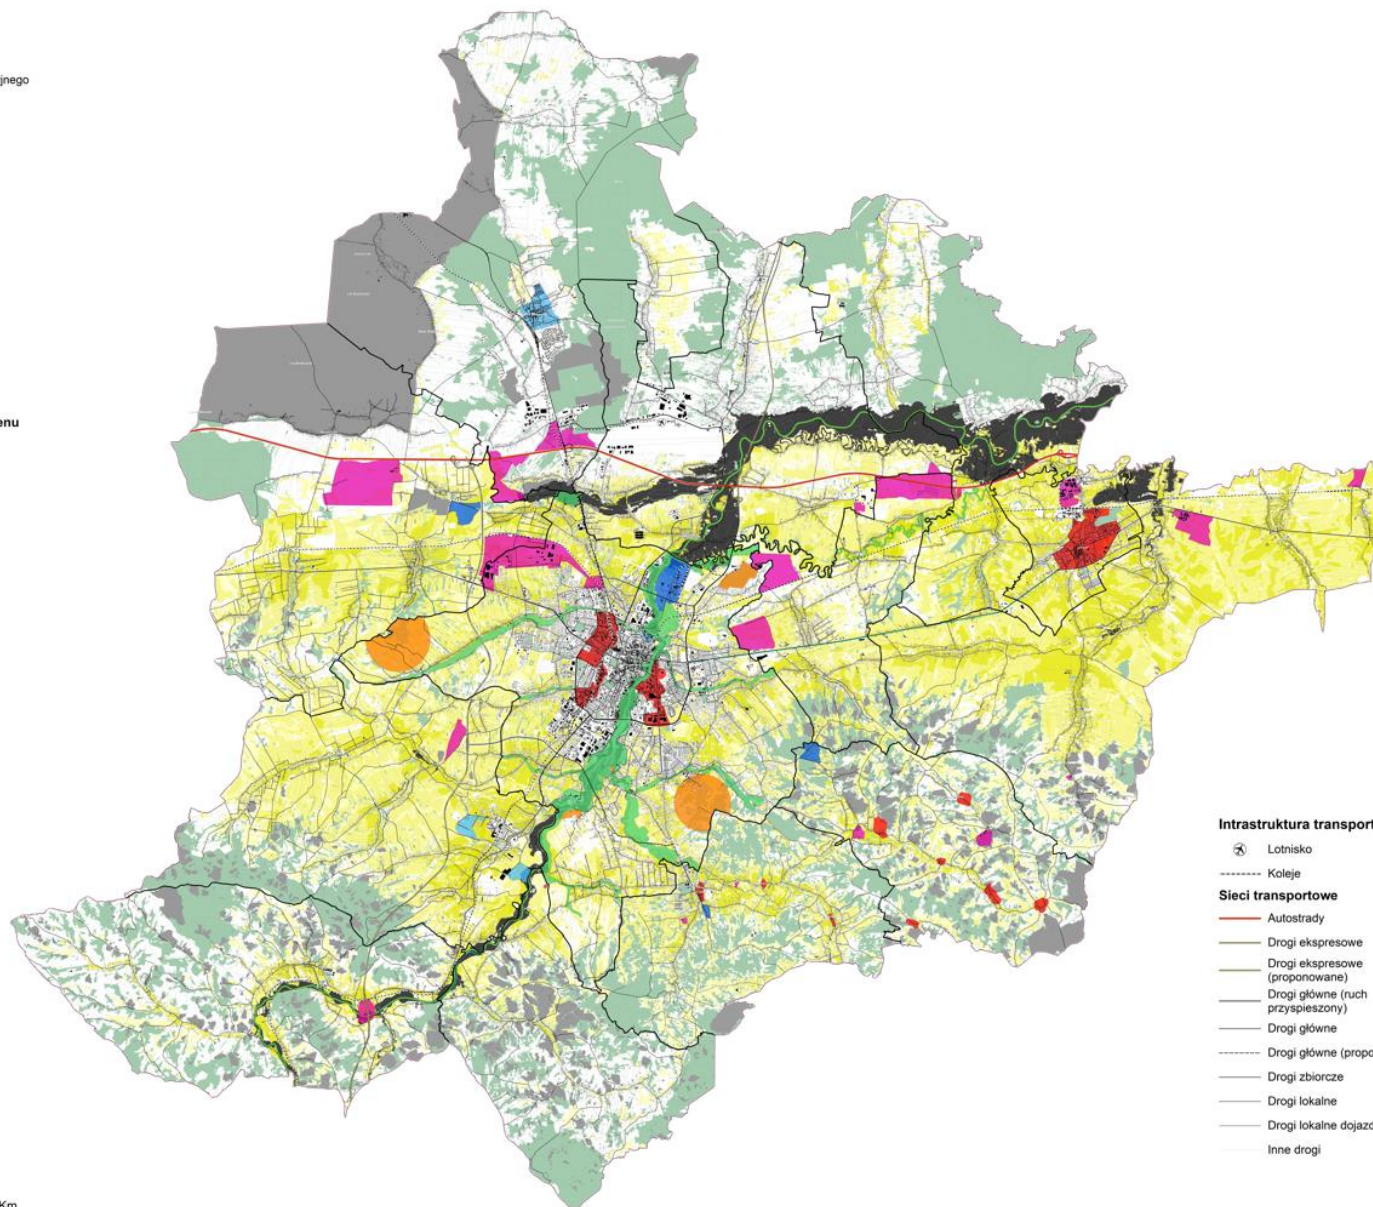 jnego
enu
Intrastruktura transport
Lotnisko
Koleje
Sieci transportowe
Autostrady
Drogi ekspresowe
Drogi ekspresowe
(proponowane)
Drogi główne (ruch
przyspieszony)
Drogi główne
Drogi główne (propo
Drogi zbiorcze
Drogi lokalne
Drogi lokalne dojazd
Inne drogi
Km